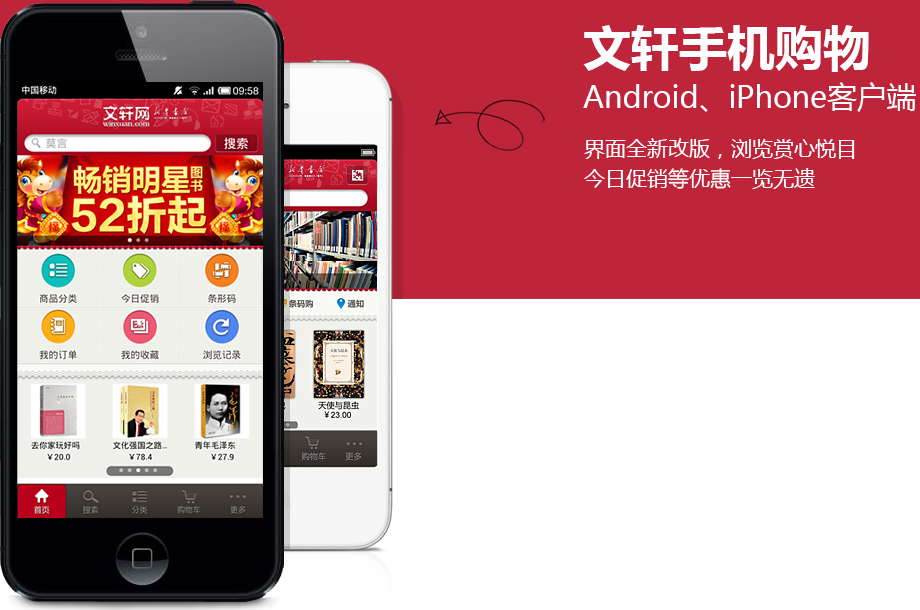 文轩手机购物
Android、iPhone客户端
界面全新改版，浏览赏心悦目
今日促销等优惠一览无遗
中国移动 09:58
文轩网
winxuan.com
莫言 搜索
畅销明星图书
52折起
商品分类 今日促销 条形码
我的订单 我的收藏 浏览记录
去你家玩好吗 文化强国之路... 青年毛泽东
¥20.0 ¥78.4 ¥27.9
首页 搜索 分类 购物车 更多
条码购 通知
天使与昆虫
¥23.00
购物车 更多